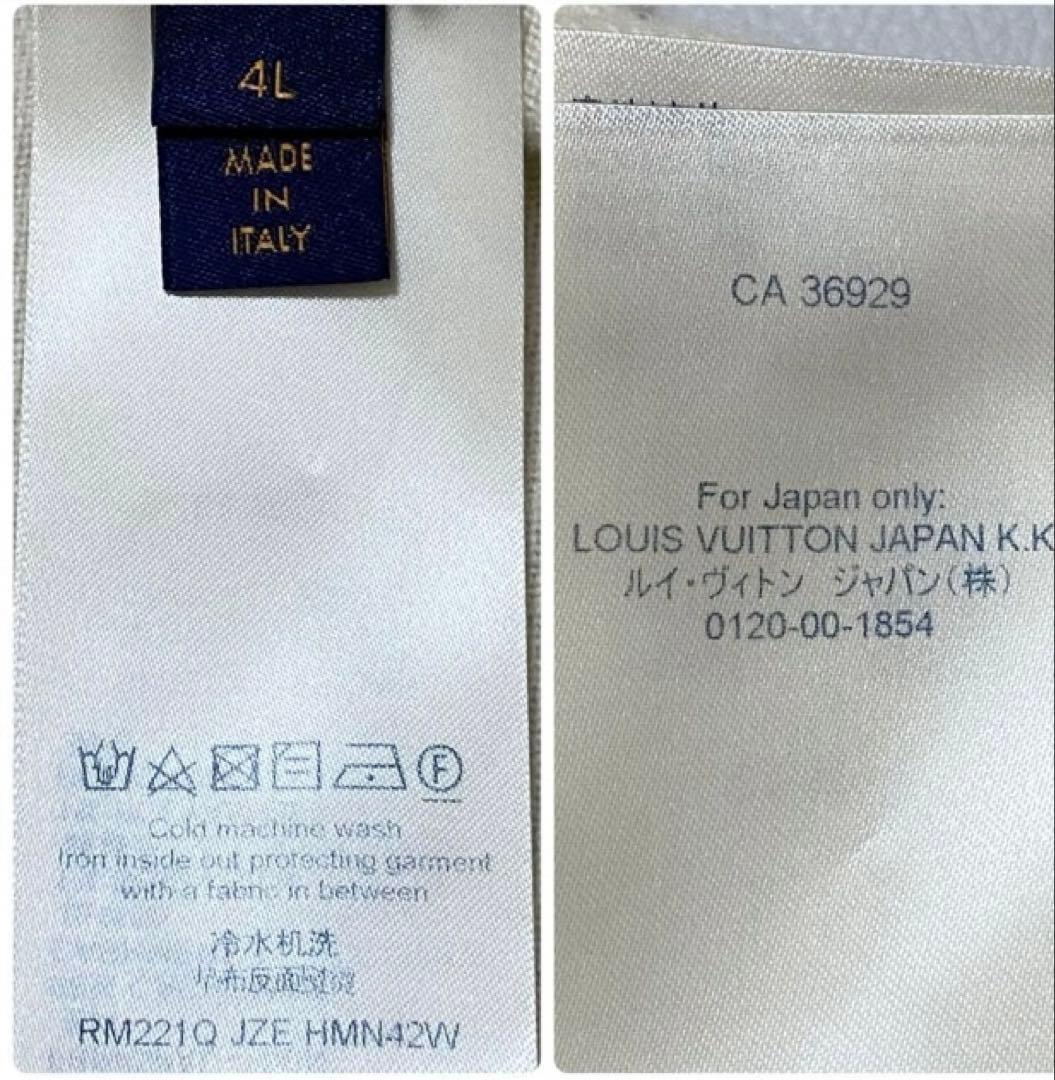 4L
MADE
IN
ITALY
F
Cold machine wash
Iron inside out protecting garment
with a fabric in between
冷水机洗
RM221Q JZE HMN42W
CA 36929
For Japan only:
LOUIS VUITTON JAPAN K.K
ルイ・ヴィトン ジャパン(株)
0120-00-1854